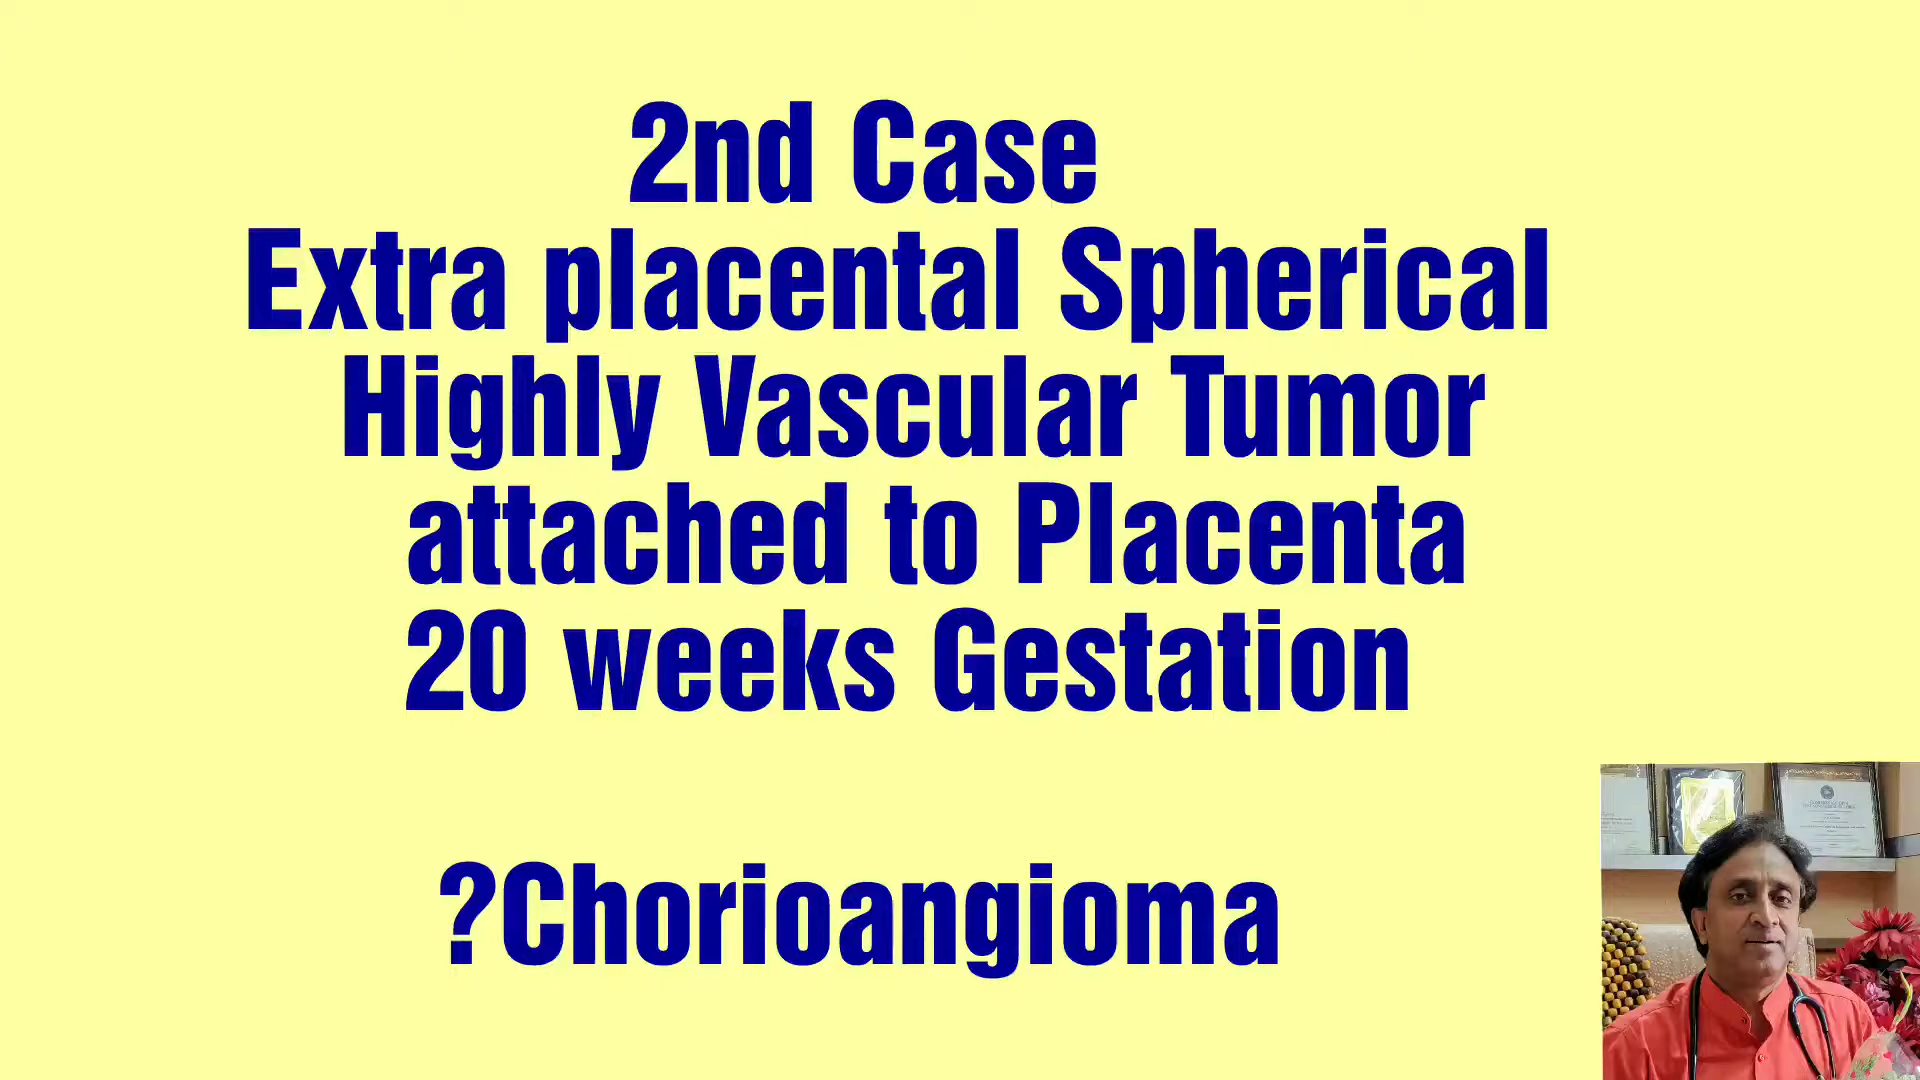 2nd Case
Extra placental Spherical
Highly Vascular Tumor
attached to Placenta
20 weeks Gestation
?Chorioangioma